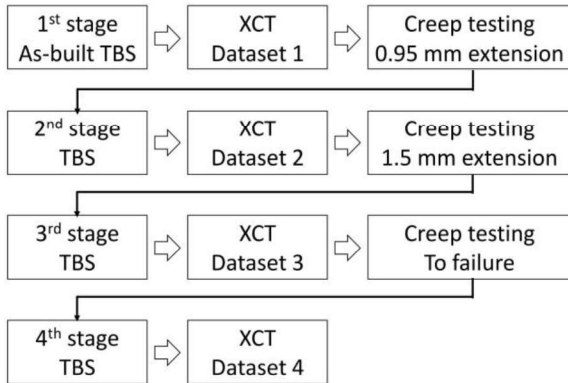 1st stage
As-built TBS
XCT
Dataset 1
Creep testing
0.95 mm extension
2nd stage
TBS
XCT
Dataset 2
Creep testing
1.5 mm extension
3rd stage
TBS
XCT
Dataset 3
Creep testing
To failure
4th stage
TBS
XCT
Dataset 4